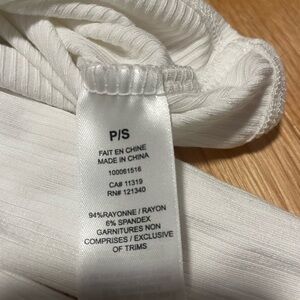 P/S
FAIT EN CHINE
MADE IN CHINA
100061516
CA# 11319
RN# 121340
94%RAYONNE / RAYON
6% SPANDEX
GARNITURES NON
COMPRISES / EXCLUSIVE
OF TRIMS